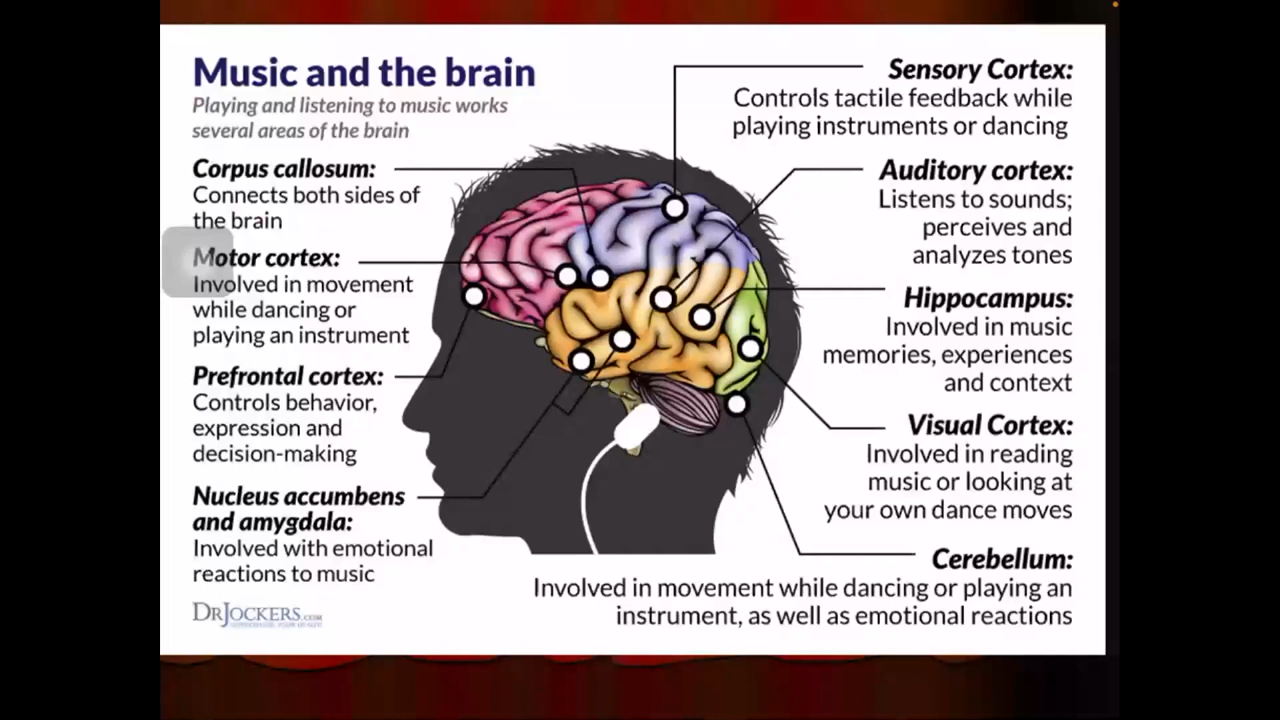 Music and the brain
Playing and listening to music works
several areas of the brain
Corpus callosum:
Connects both sides of
the brain
Motor cortex:
Involved in movement
while dancing or
playing an instrument
Prefrontal cortex:
Controls behavior,
expression and
decision-making
Nucleus accumbens
and amygdala:
Involved with emotional
reactions to music
DRJOCKERS.COM
Sensory Cortex:
Controls tactile feedback while
playing instruments or dancing
Auditory cortex:
Listens to sounds;
perceives and
analyzes tones
Hippocampus:
Involved in music
memories, experiences
and context
Visual Cortex:
Involved in reading
music or looking at
your own dance moves
Cerebellum:
Involved in movement while dancing or playing an
instrument, as well as emotional reactions